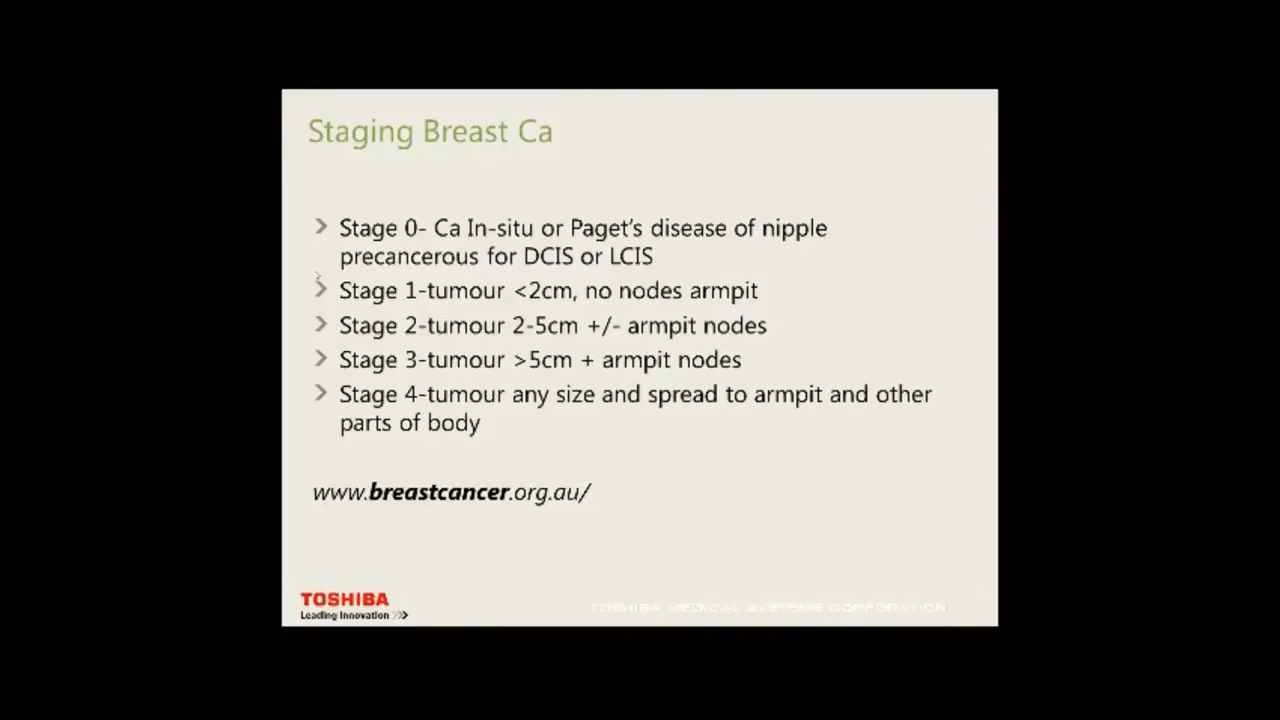 Staging Breast Ca
Stage 0- Ca In-situ or Paget's disease of nipple
precancerous for DCIS or LCIS
Stage 1-tumour <2cm, no nodes armpit
Stage 2-tumour 2-5cm +/- armpit nodes
Stage 3-tumour >5cm + armpit nodes
Stage 4-tumour any size and spread to armpit and other
parts of body
www.breastcancer.org.au/
TOSHIBA
Leading Innovation >>>
TOSHIBA MEDICAL SYSTEMS CORPORATION